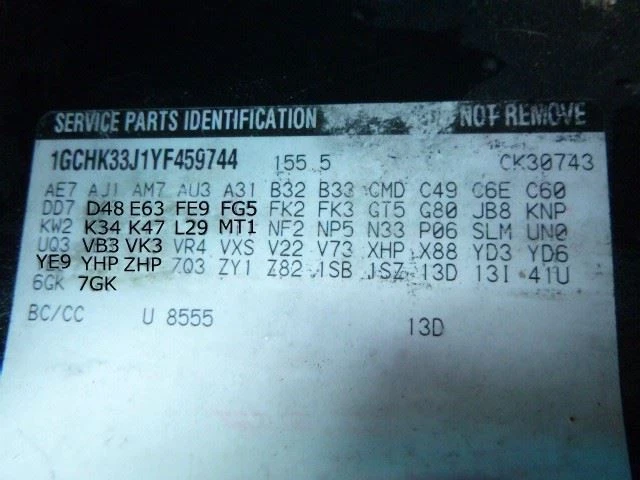 SERVICE PARTS IDENTIFICATION NOT REMOVE
1GCHK33J1YF459744 155 5 CK30743
AE7 AJ1 AM7 AU3 A31 B32 B33 CMD C49 C6E C60
DD7 D48 E63 FE9 FG5 FK2 FK3 GT5 G80 JB8 KNP
KW2 K34 K47 L29 MT1 NF2 NP5 N33 P06 SLM UN0
UQ3 VB3 VK3 VR4 VXS V22 V73 XHP X88 YD3 YD6
YE9 YHP ZHP 7Q3 ZY1 Z82 1SB 1SZ 13D 13I 41U
6GK 7GK
BC/CC U 8555 13D